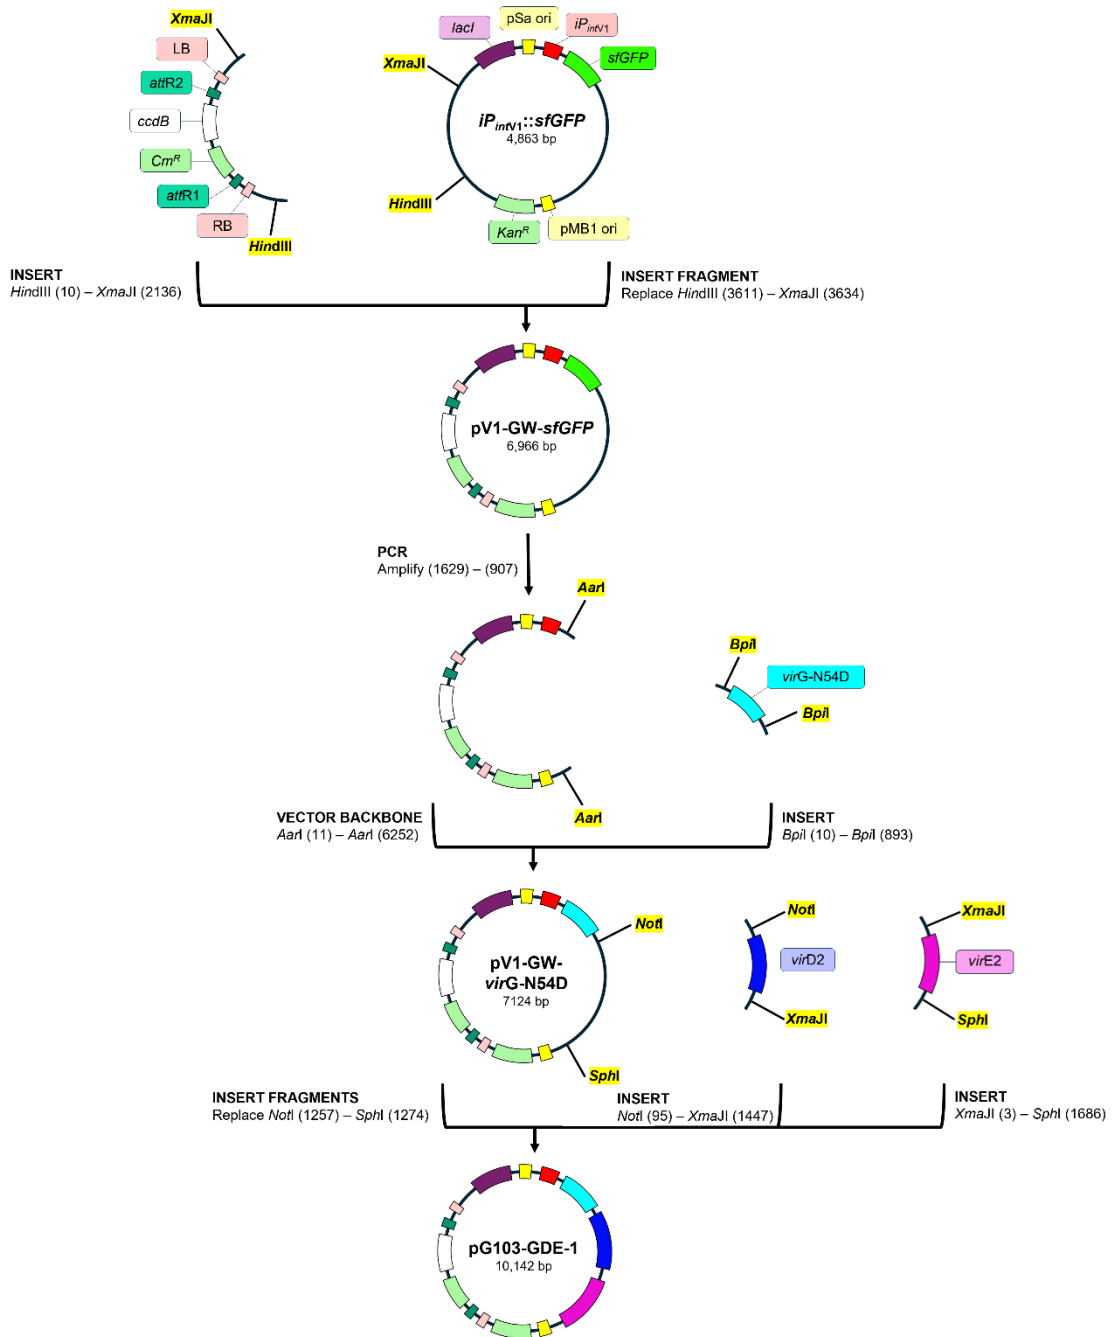 XmaJI
LB
attR2
ccdB
CmR
attR1
RB
HindIII
lacI
pSa ori
iPintV1
sfGFP
XmaJI
iPintV1::sfGFP
4,863 bp
HindIII
KanR
pMB1 ori
INSERT
HindIII (10) – XmaJI (2136)
INSERT FRAGMENT
Replace HindIII (3611) – XmaJI (3634)
pV1-GW-sfGFP
6,966 bp
PCR
Amplify (1629) – (907)
AarI
AarI
BpiI
virG-N54D
BpiI
VECTOR BACKBONE
AarI (11) – AarI (6252)
INSERT
BpiI (10) – BpiI (893)
pV1-GW-
virG-N54D
7124 bp
NotI
SphI
NotI
virD2
XmaJI
XmaJI
virE2
SphI
INSERT FRAGMENTS
Replace NotI (1257) – SphI (1274)
INSERT
NotI (95) – XmaJI (1447)
INSERT
XmaJI (3) – SphI (1686)
pG103-GDE-1
10,142 bp